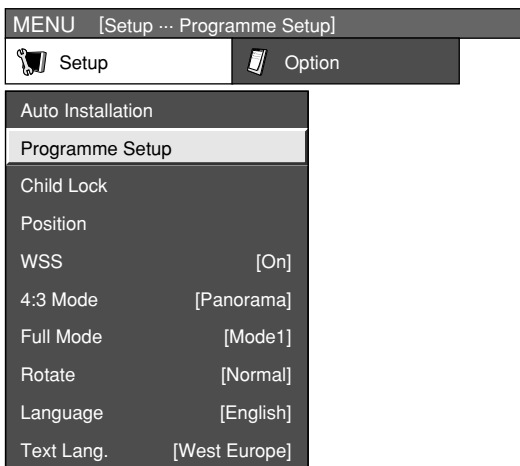 MENU [Setup ... Programme Setup]
Setup Option
Auto Installation
Programme Setup
Child Lock
Position
WSS [On]
4:3 Mode [Panorama]
Full Mode [Mode1]
Rotate [Normal]
Language [English]
Text Lang. [West Europe]